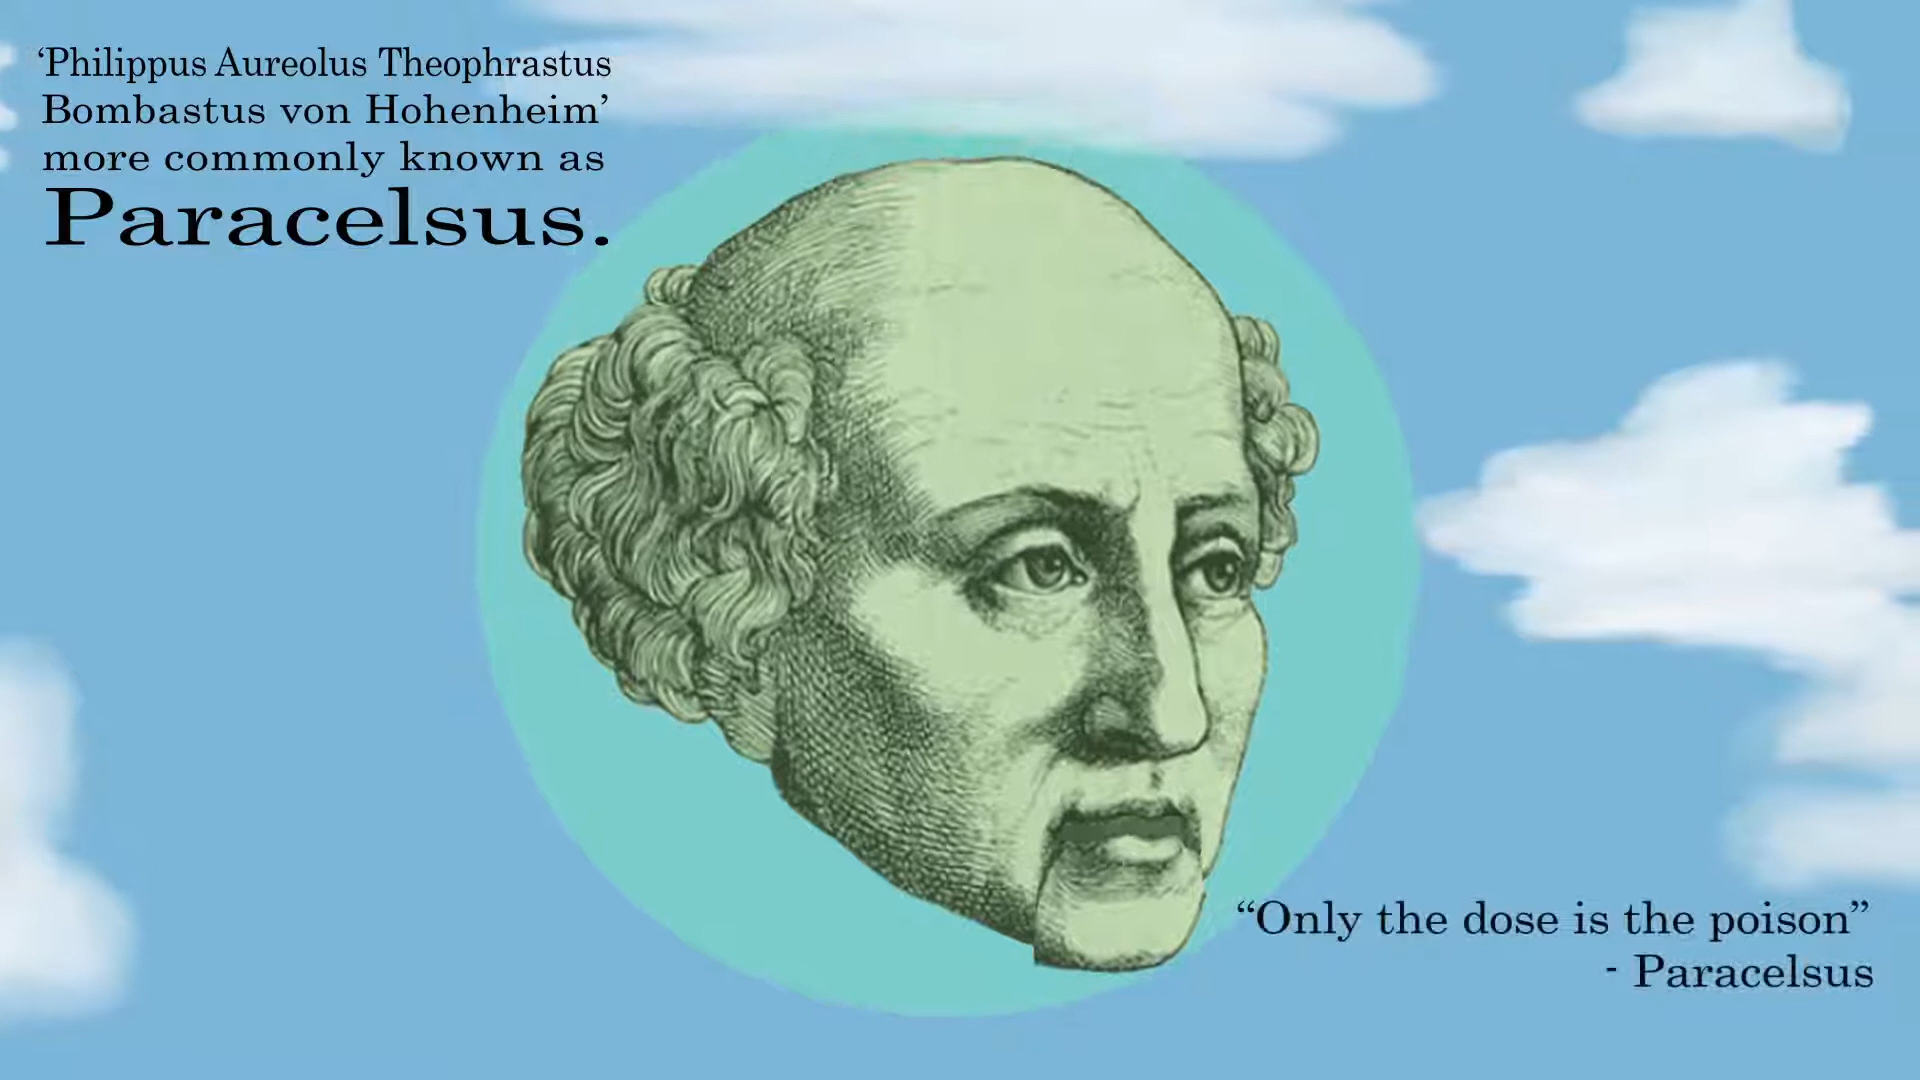 ‘Philippus Aureolus Theophrastus
Bombastus von Hohenheim’
more commonly known as
Paracelsus.
“Only the dose is the poison”
- Paracelsus